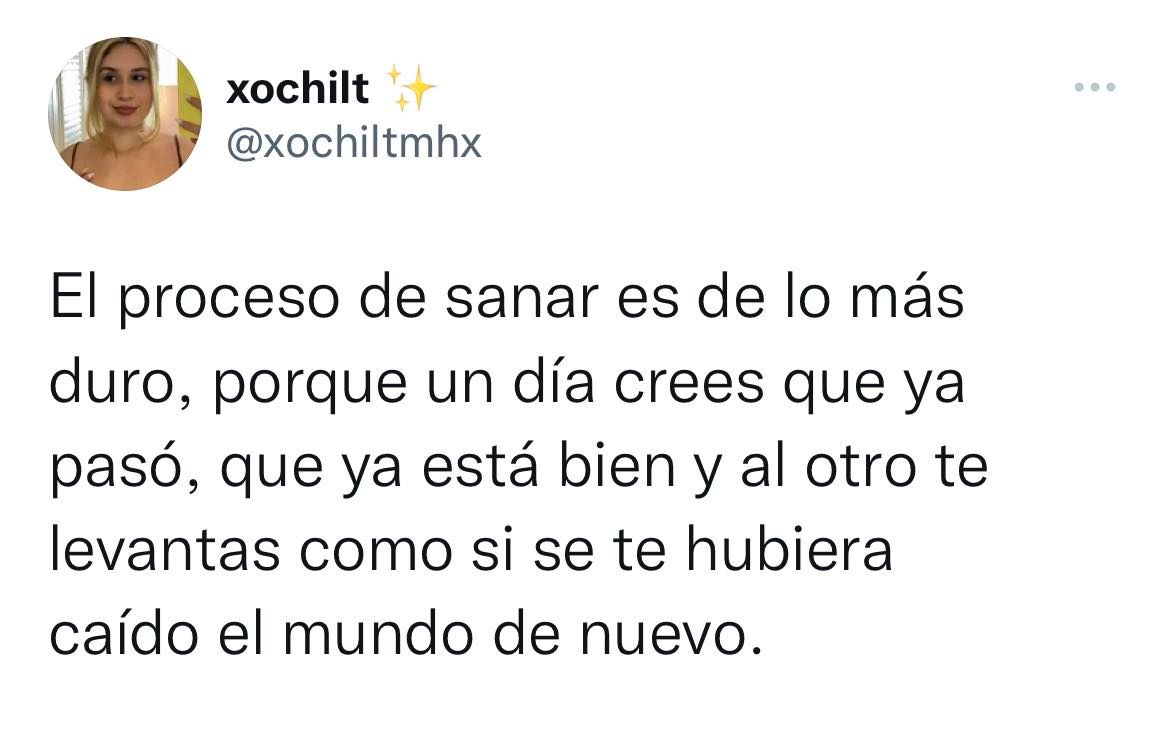 xochilt ✨
@xochiltmhx
El proceso de sanar es de lo más
duro, porque un día crees que ya
pasó, que ya está bien y al otro te
levantas como si se te hubiera
caído el mundo de nuevo.